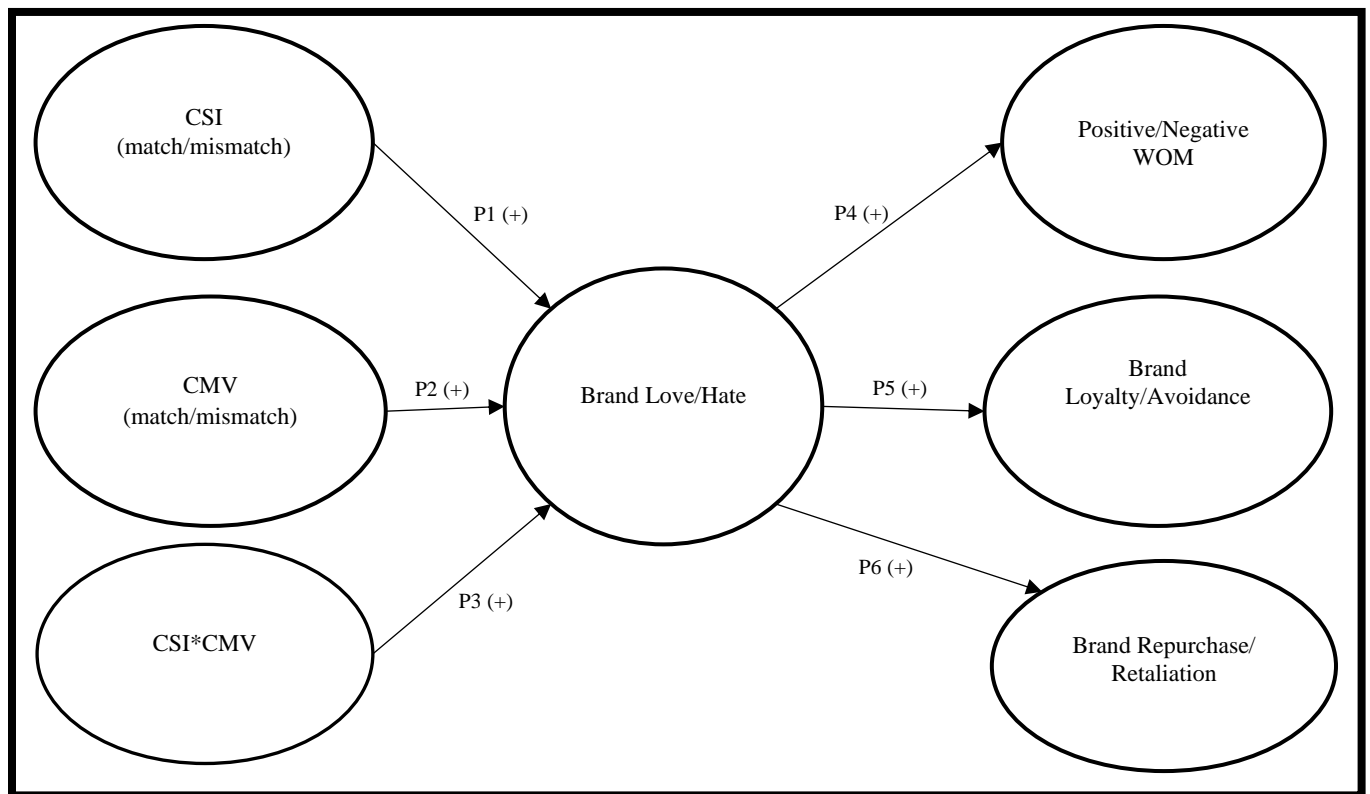 CSI
(match/mismatch)
Positive/Negative
WOM
P1 (+)
P4 (+)
CMV
(match/mismatch)
P2 (+)
Brand Love/Hate
P5 (+)
Brand
Loyalty/Avoidance
P3 (+)
P6 (+)
CSI*CMV
Brand Repurchase/
Retaliation